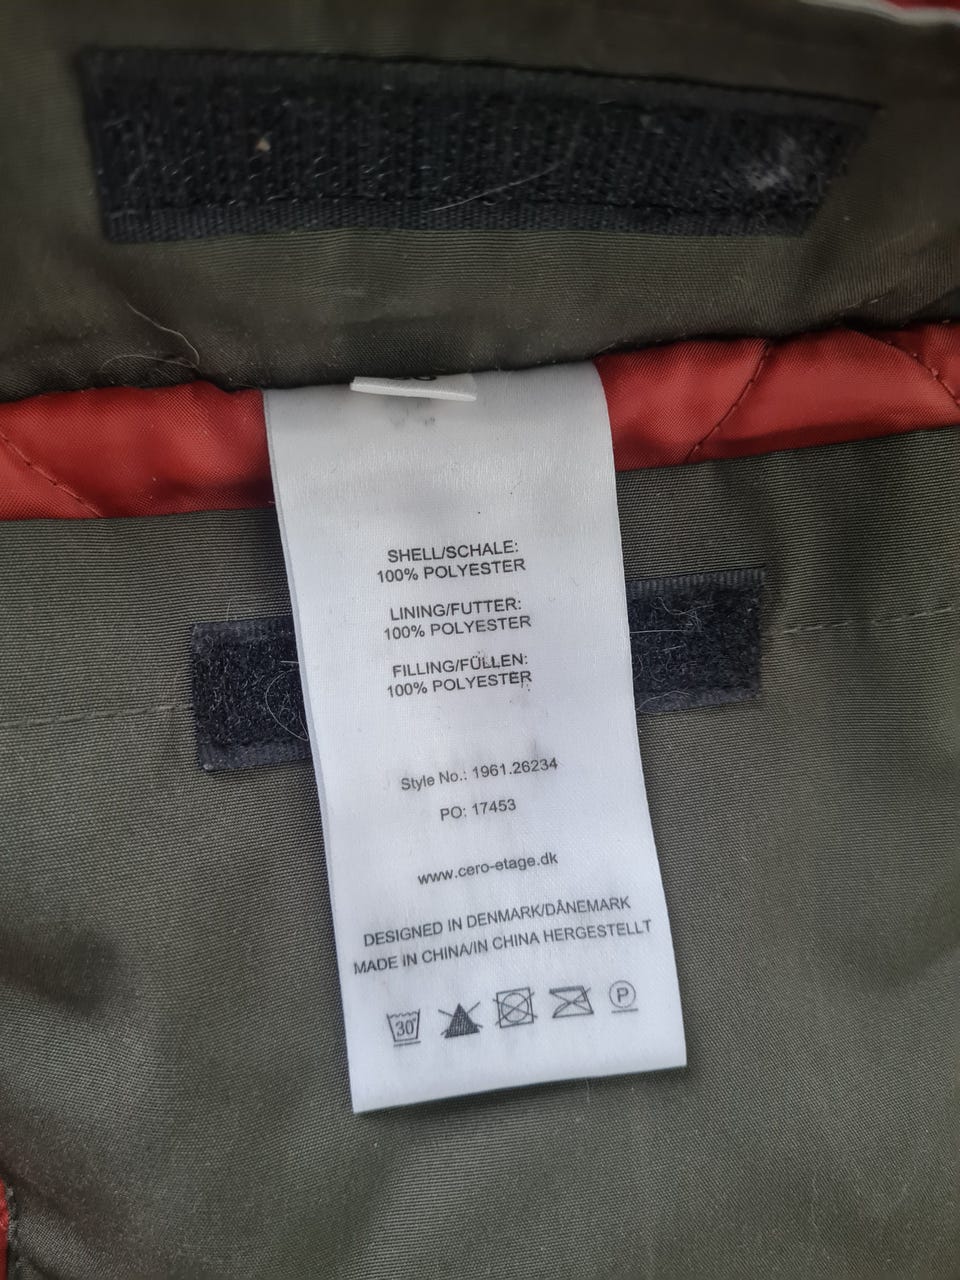 SHELL/SCHALE:
100% POLYESTER
LINING/FUTTER:
100% POLYESTER
FILLING/FÜLLEN:
100% POLYESTER
Style No.: 1961.26234
PO: 17453
www.cero-etage.dk
DESIGNED IN DENMARK/DÄNEMARK
MADE IN CHINA/IN CHINA HERGESTELLT
30°
P